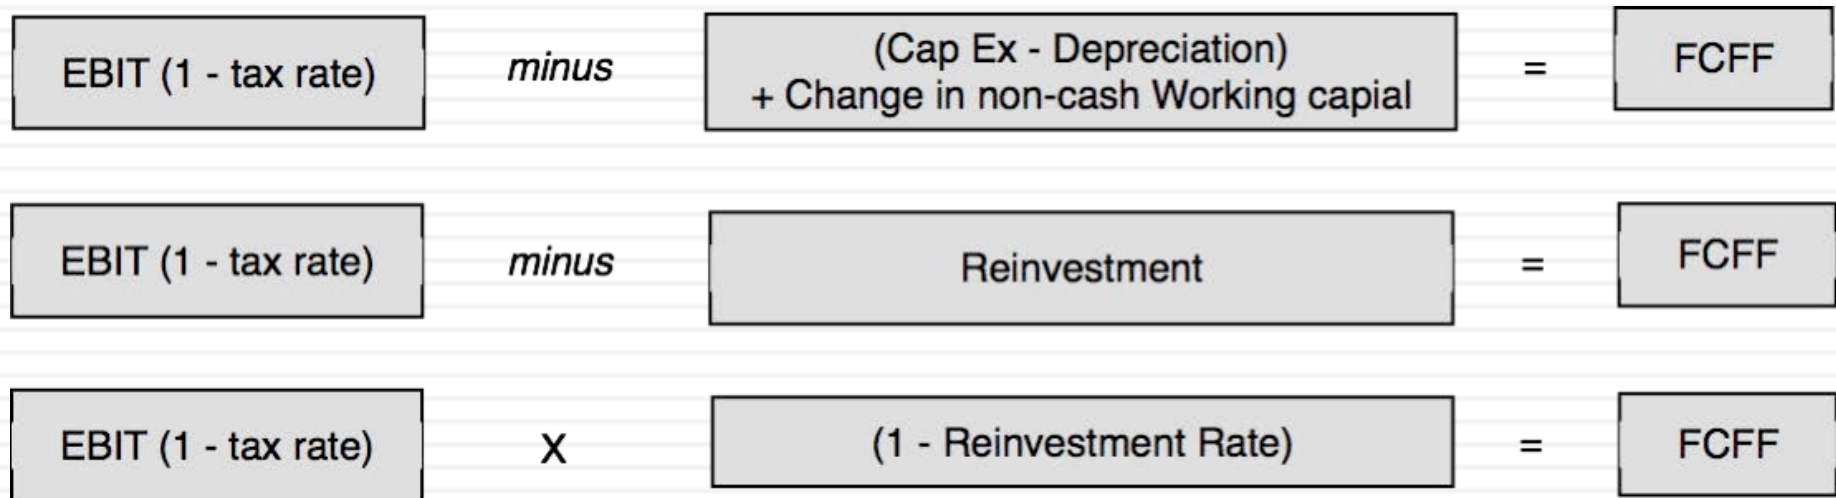 EBIT (1 - tax rate) minus (Cap Ex - Depreciation) = FCFF
+ Change in non-cash Working capial
EBIT (1 - tax rate) minus Reinvestment = FCFF
EBIT (1 - tax rate) X (1 - Reinvestment Rate) = FCFF